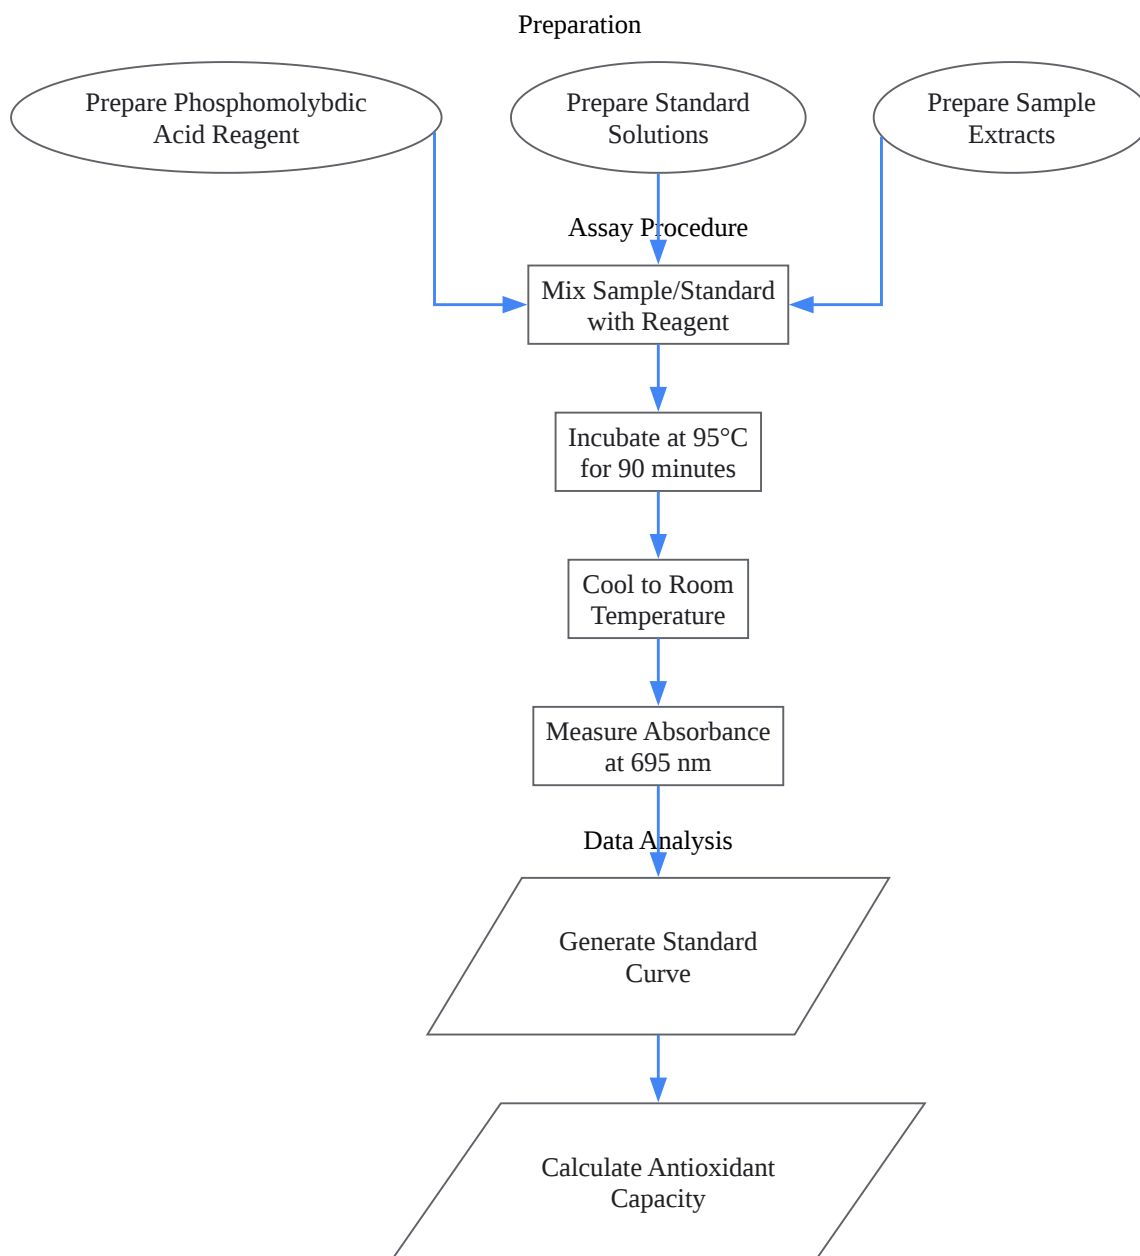 Preparation
Prepare Phosphomolybdic
Acid Reagent
Prepare Standard
Solutions
Prepare Sample
Extracts
Assay Procedure
Mix Sample/Standard
with Reagent
Incubate at 95°C
for 90 minutes
Cool to Room
Temperature
Measure Absorbance
at 695 nm
Data Analysis
Generate Standard
Curve
Calculate Antioxidant
Capacity